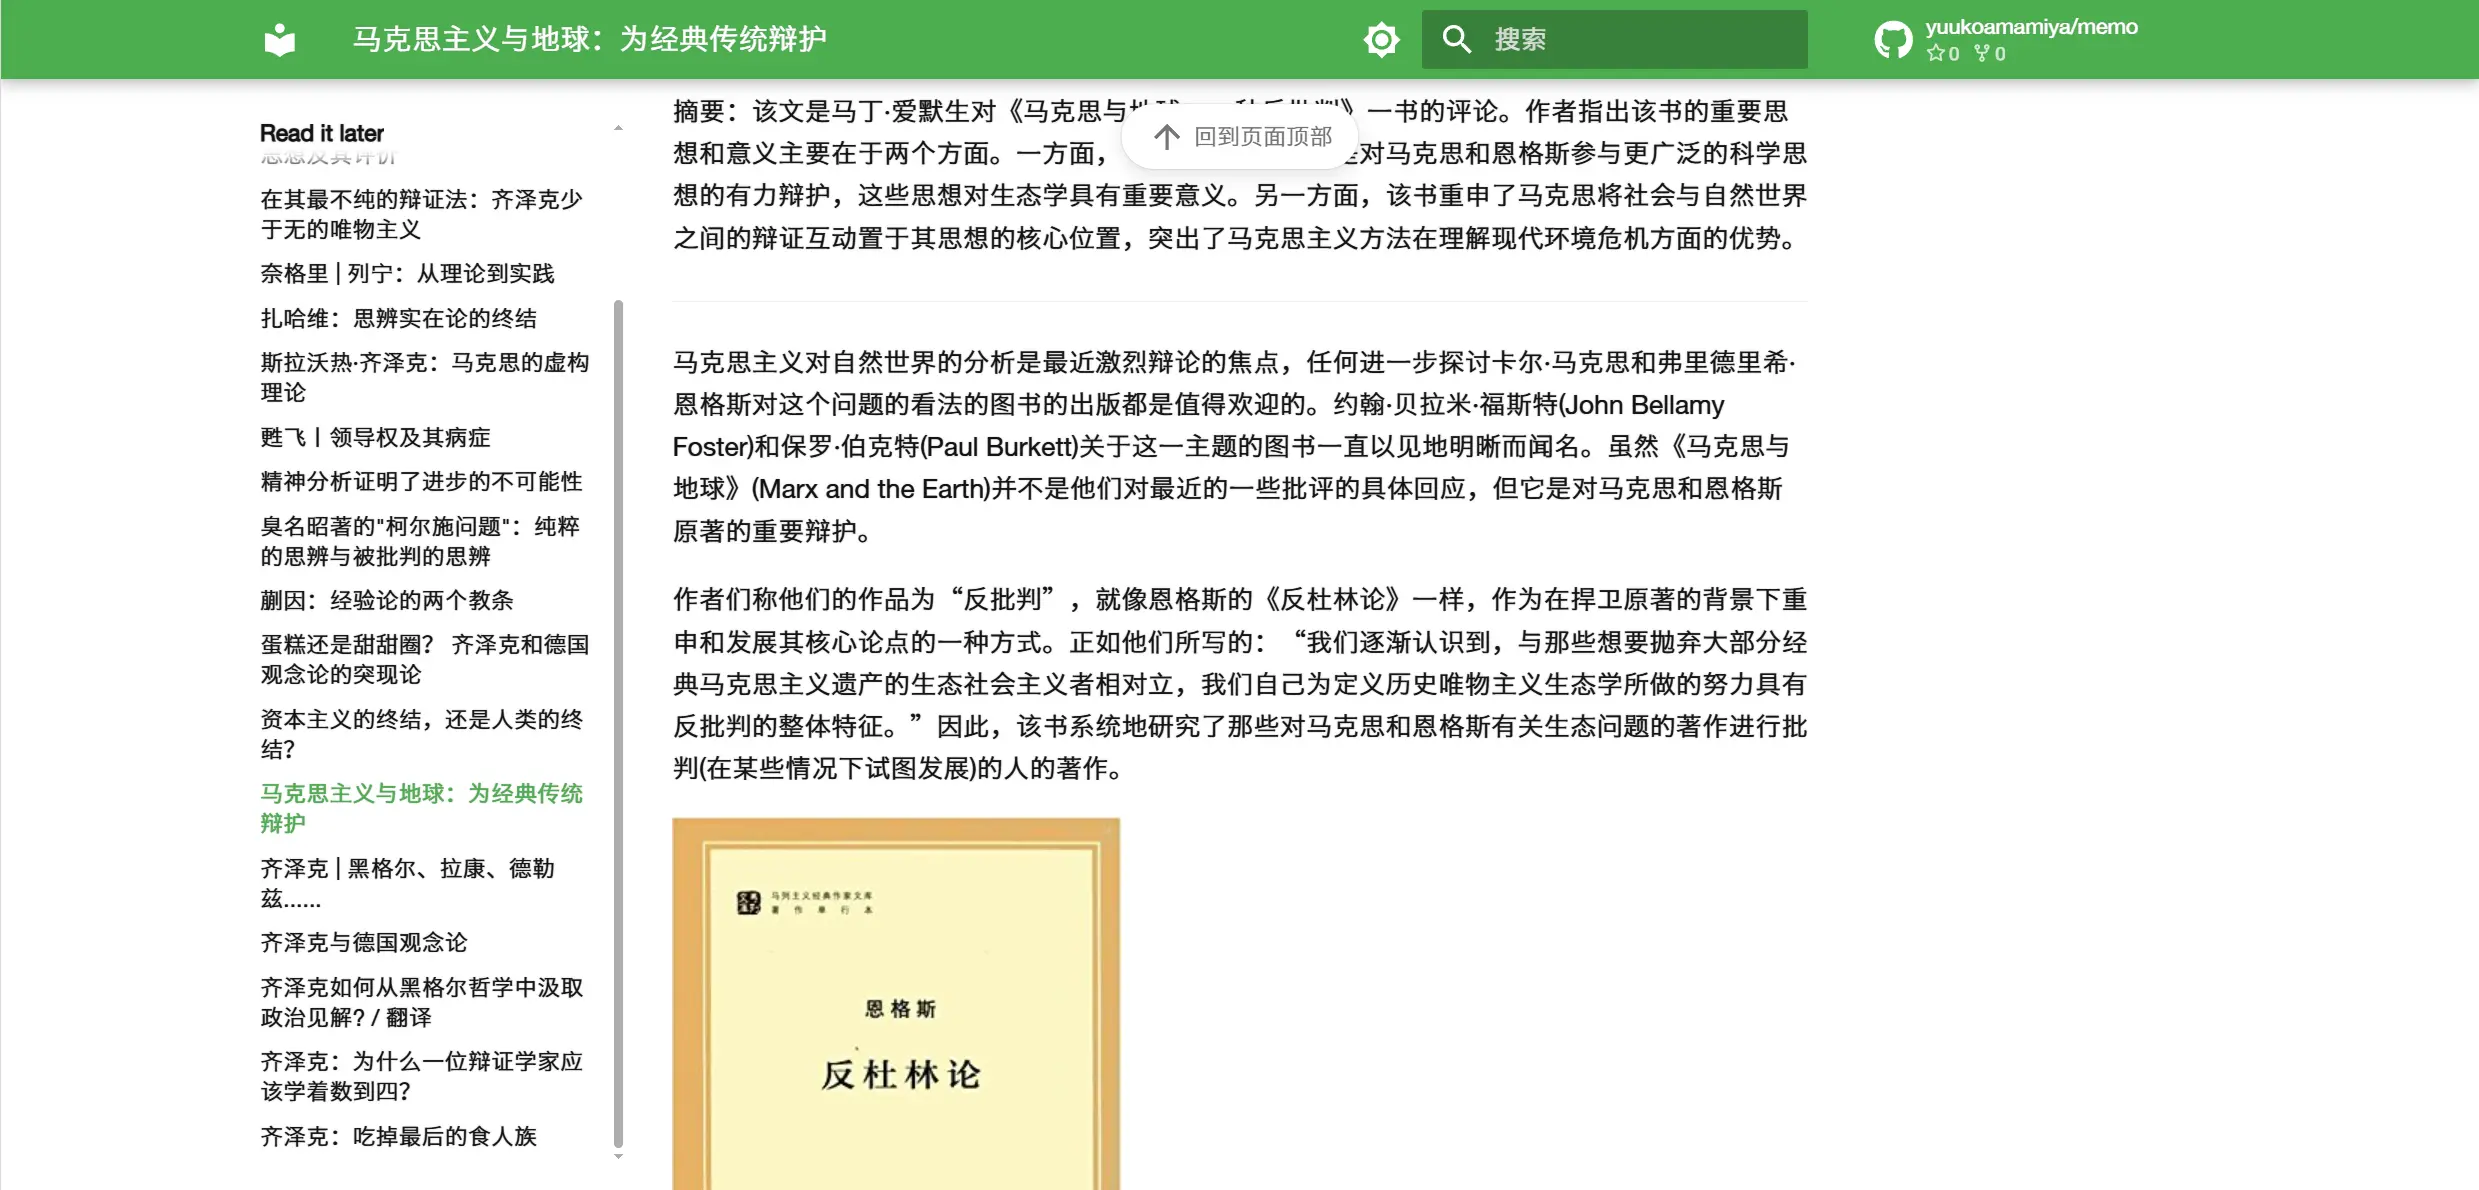 马克思主义与地球：为经典传统辩护
搜索
yuukoamamiya/memo
0 0
Read it later
思想及其评价
在其最不纯的辩证法：齐泽克少
于无的唯物主义
奈格里 | 列宁：从理论到实践
扎哈维：思辨实在论的终结
斯拉沃热·齐泽克：马克思的虚构
理论
甦飞丨领导权及其病症
精神分析证明了进步的不可能性
臭名昭著的"柯尔施问题"：纯粹
的思辨与被批判的思辨
蒯因：经验论的两个教条
蛋糕还是甜甜圈？ 齐泽克和德国
观念论的突现论
资本主义的终结，还是人类的终
结？
马克思主义与地球：为经典传统
辩护
齐泽克 | 黑格尔、拉康、德勒
兹......
齐泽克与德国观念论
齐泽克如何从黑格尔哲学中汲取
政治见解? / 翻译
齐泽克：为什么一位辩证学家应
该学着数到四？
齐泽克：吃掉最后的食人族
回到页面顶部
摘要：该文是马丁·爱默生对《马克思与地球：一种反批判》一书的评论。作者指出该书的重要思
想和意义主要在于两个方面。一方面，对马克思和恩格斯参与更广泛的科学思
想的有力辩护，这些思想对生态学具有重要意义。另一方面，该书重申了马克思将社会与自然世界
之间的辩证互动置于其思想的核心位置，突出了马克思主义方法在理解现代环境危机方面的优势。
马克思主义对自然世界的分析是最近激烈辩论的焦点，任何进一步探讨卡尔·马克思和弗里德里希·
恩格斯对这个问题的看法的图书的出版都是值得欢迎的。约翰·贝拉米·福斯特(John Bellamy
Foster)和保罗·伯克特(Paul Burkett)关于这一主题的图书一直以见地明晰而闻名。虽然《马克思与
地球》(Marx and the Earth)并不是他们对最近的一些批评的具体回应，但它是对马克思和恩格斯
原著的重要辩护。
作者们称他们的作品为“反批判”，就像恩格斯的《反杜林论》一样，作为在捍卫原著的背景下重
申和发展其核心论点的一种方式。正如他们所写的：“我们逐渐认识到，与那些想要抛弃大部分经
典马克思主义遗产的生态社会主义者相对立，我们自己为定义历史唯物主义生态学所做的努力具有
反批判的整体特征。”因此，该书系统地研究了那些对马克思和恩格斯有关生态问题的著作进行批
判(在某些情况下试图发展)的人的著作。
马列主义经典作家文库
著作单行本
恩格斯
反杜林论